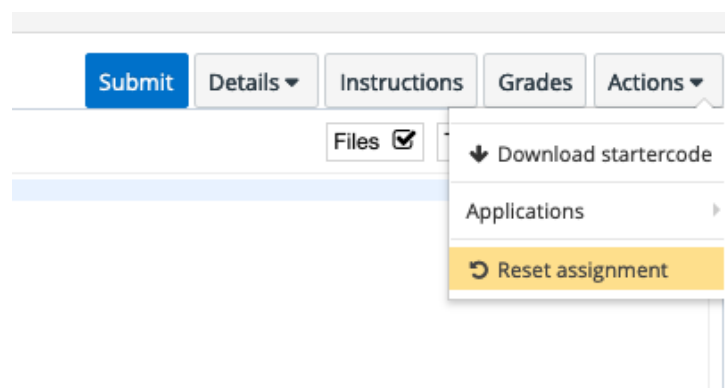 Submit Details Instructions Grades Actions
Files
Download startercode
Applications
Reset assignment